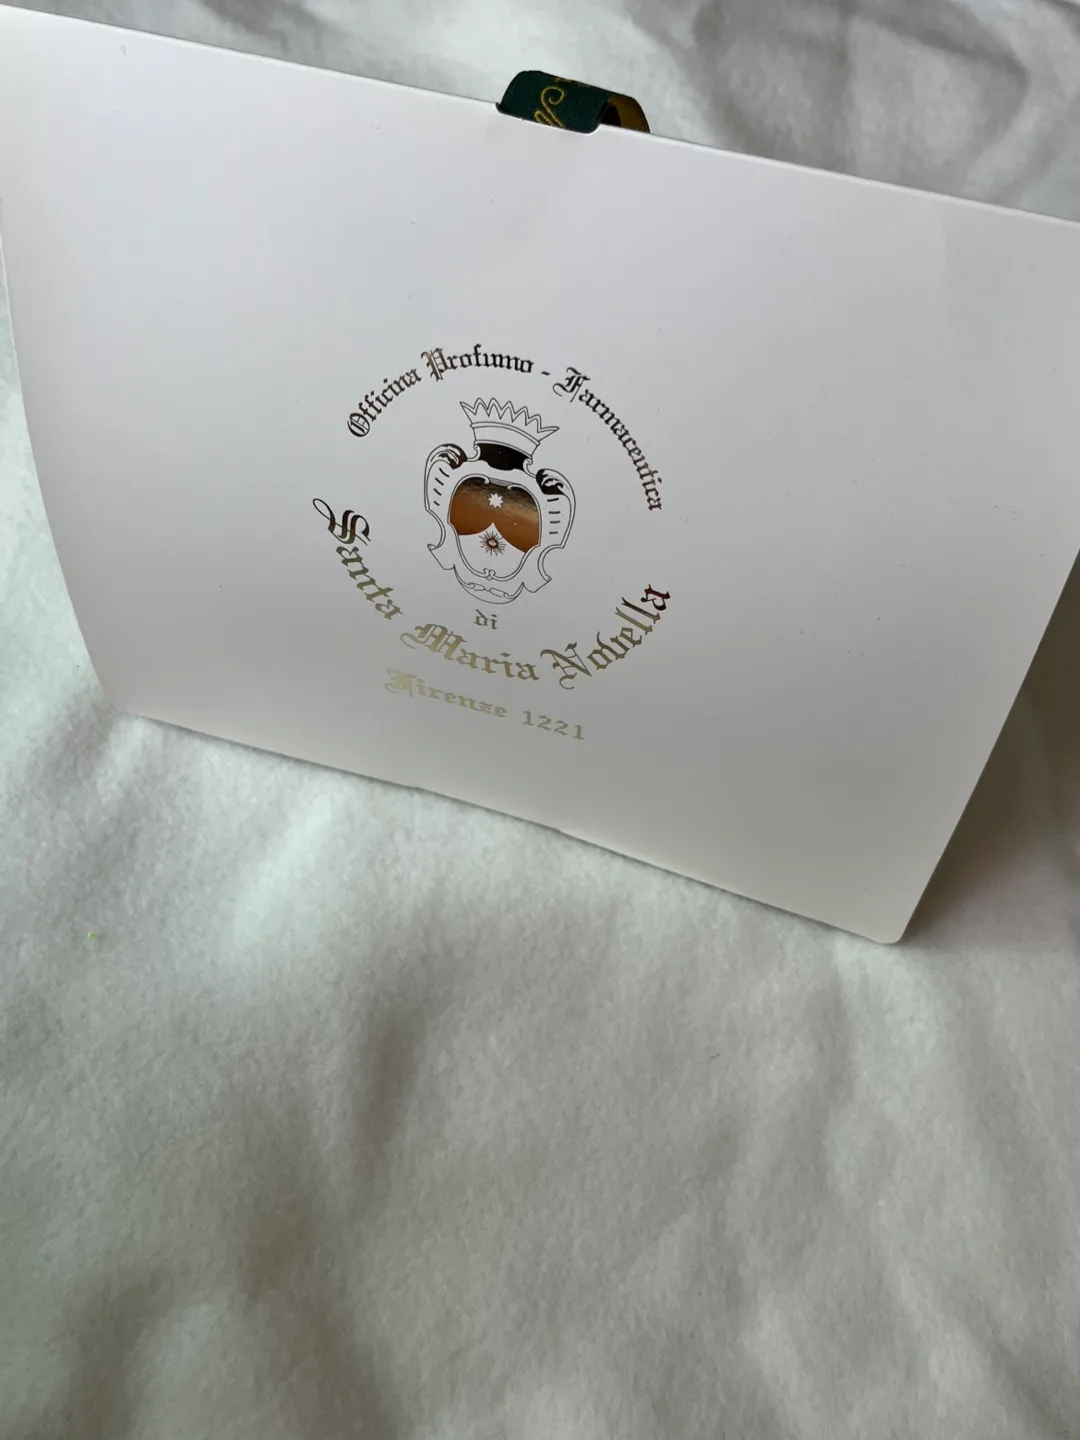 Officina Profumo - Farmaceutica
di
Santa Maria Novella
Firenze 1221